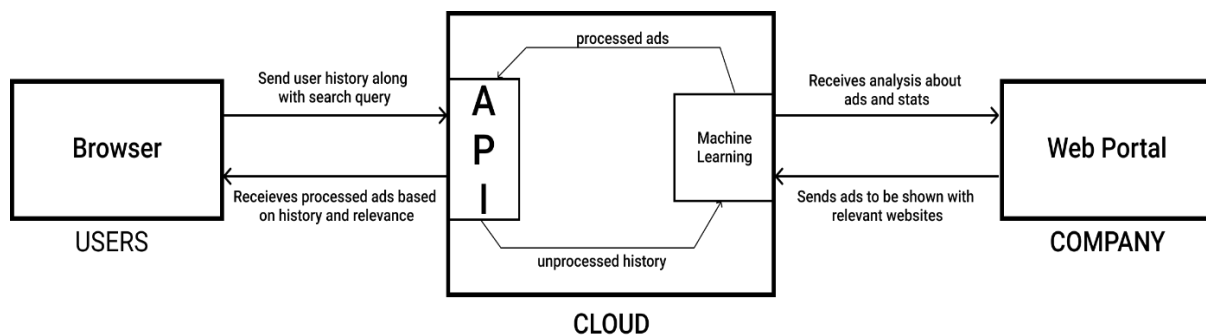 Browser
USERS
Send user history along
with search query
Receieves processed ads based
on history and relevance
processed ads
A
P
I
Machine
Learning
unprocessed history
CLOUD
Receives analysis about
ads and stats
Sends ads to be shown with
relevant websites
Web Portal
COMPANY